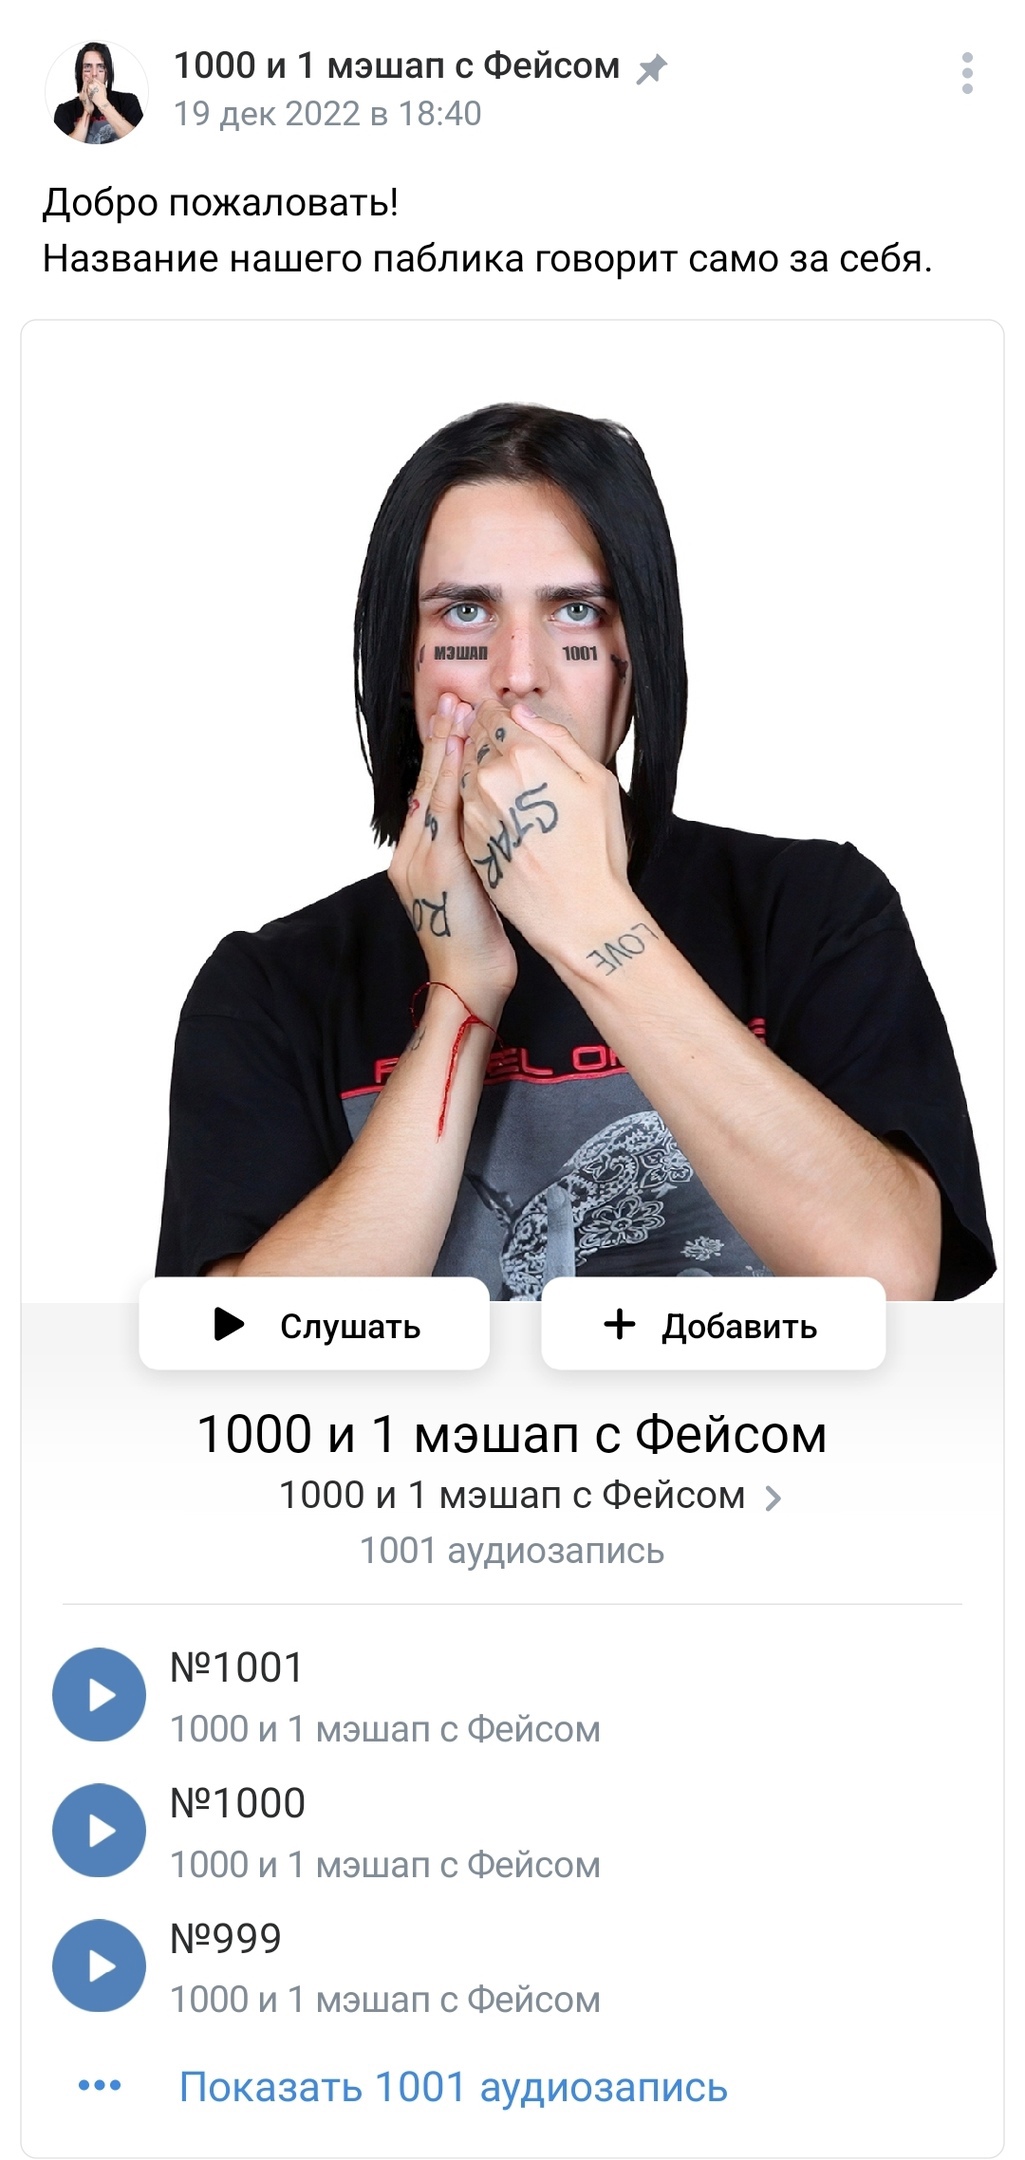 1000 и 1 мэшап с Фейсом
19 дек 2022 в 18:40
Добро пожаловать!
Название нашего паблика говорит само за себя.
МЭШАП 1001
STAR
LOVE
Слушать
Добавить
1000 и 1 мэшап с Фейсом
1000 и 1 мэшап с Фейсом
1001 аудиозапись
№1001
1000 и 1 мэшап с Фейсом
№1000
1000 и 1 мэшап с Фейсом
№999
1000 и 1 мэшап с Фейсом
Показать 1001 аудиозапись